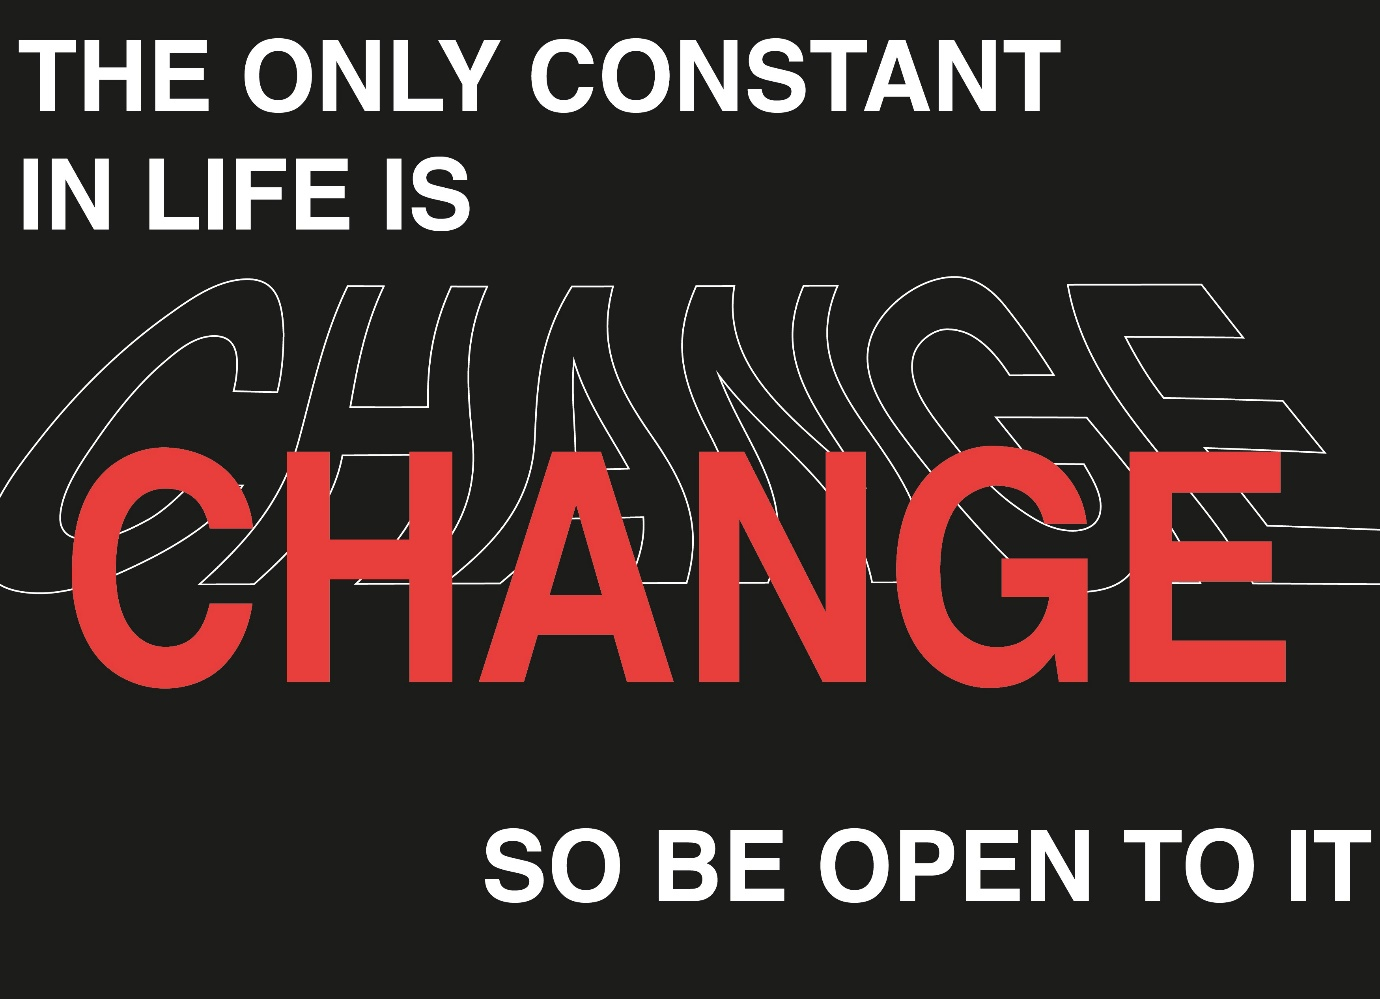 THE ONLY CONSTANT
IN LIFE IS
CHANGE
CHANGE
SO BE OPEN TO IT